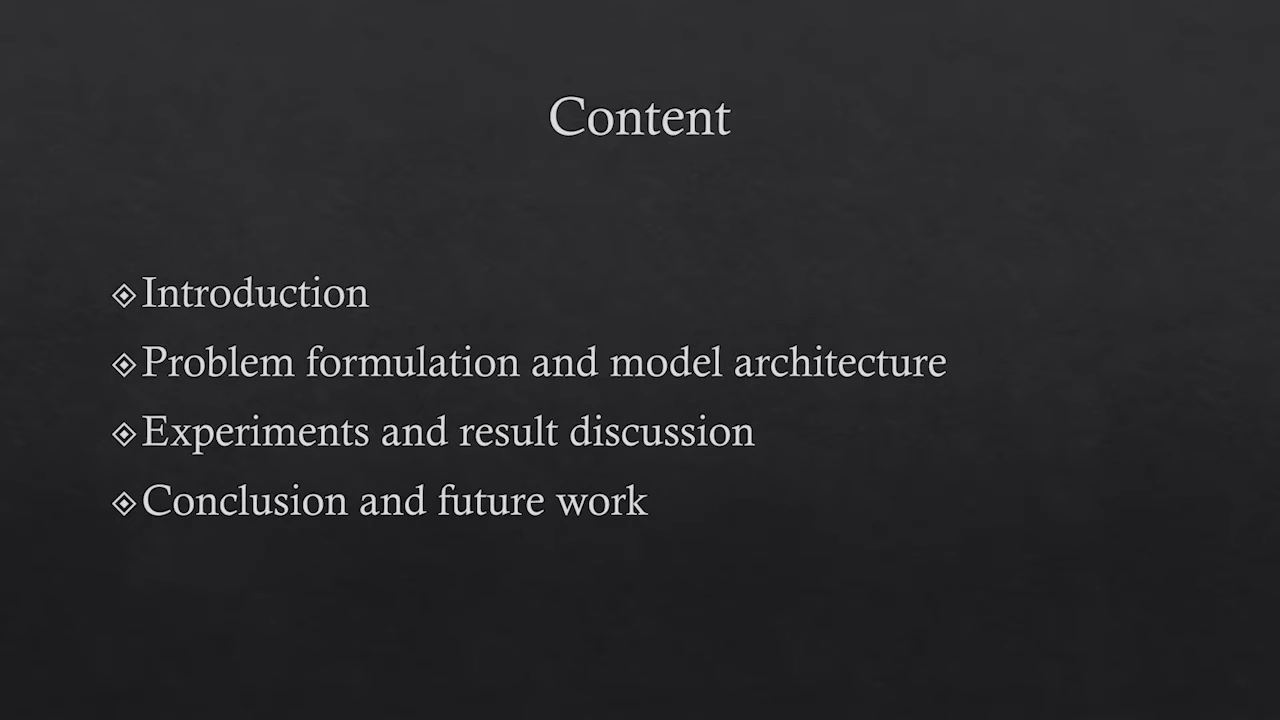 Content
Introduction
Problem formulation and model architecture
Experiments and result discussion
Conclusion and future work